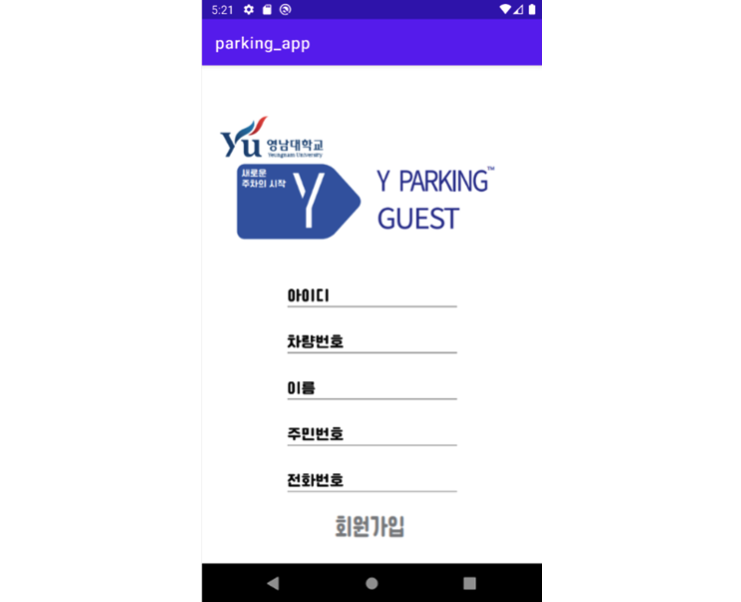 5:21
parking_app
yu 영남대학교
Yeungnam University
새로운
주차의 시작
Y
Y PARKING™
GUEST
아이디
차량번호
이름
주민번호
전화번호
회원가입